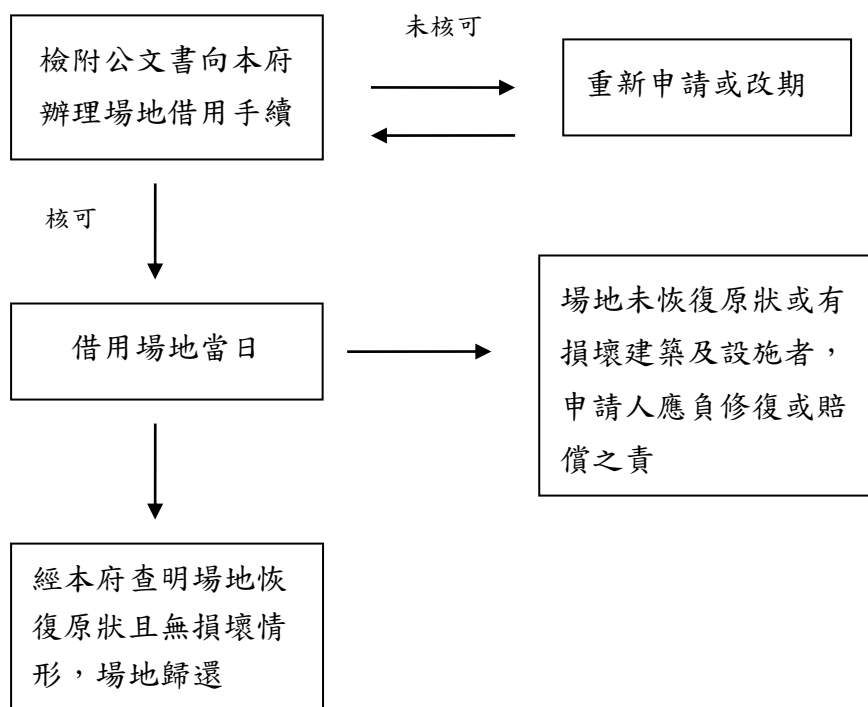 未核可
檢附公文書向本府
辦理場地借用手續
重新申請或改期
核可
借用場地當日
場地未恢復原狀或有
損壞建築及設施者，
申請人應負修復或賠
償之責
經本府查明場地恢
復原狀且無損壞情
形，場地歸還